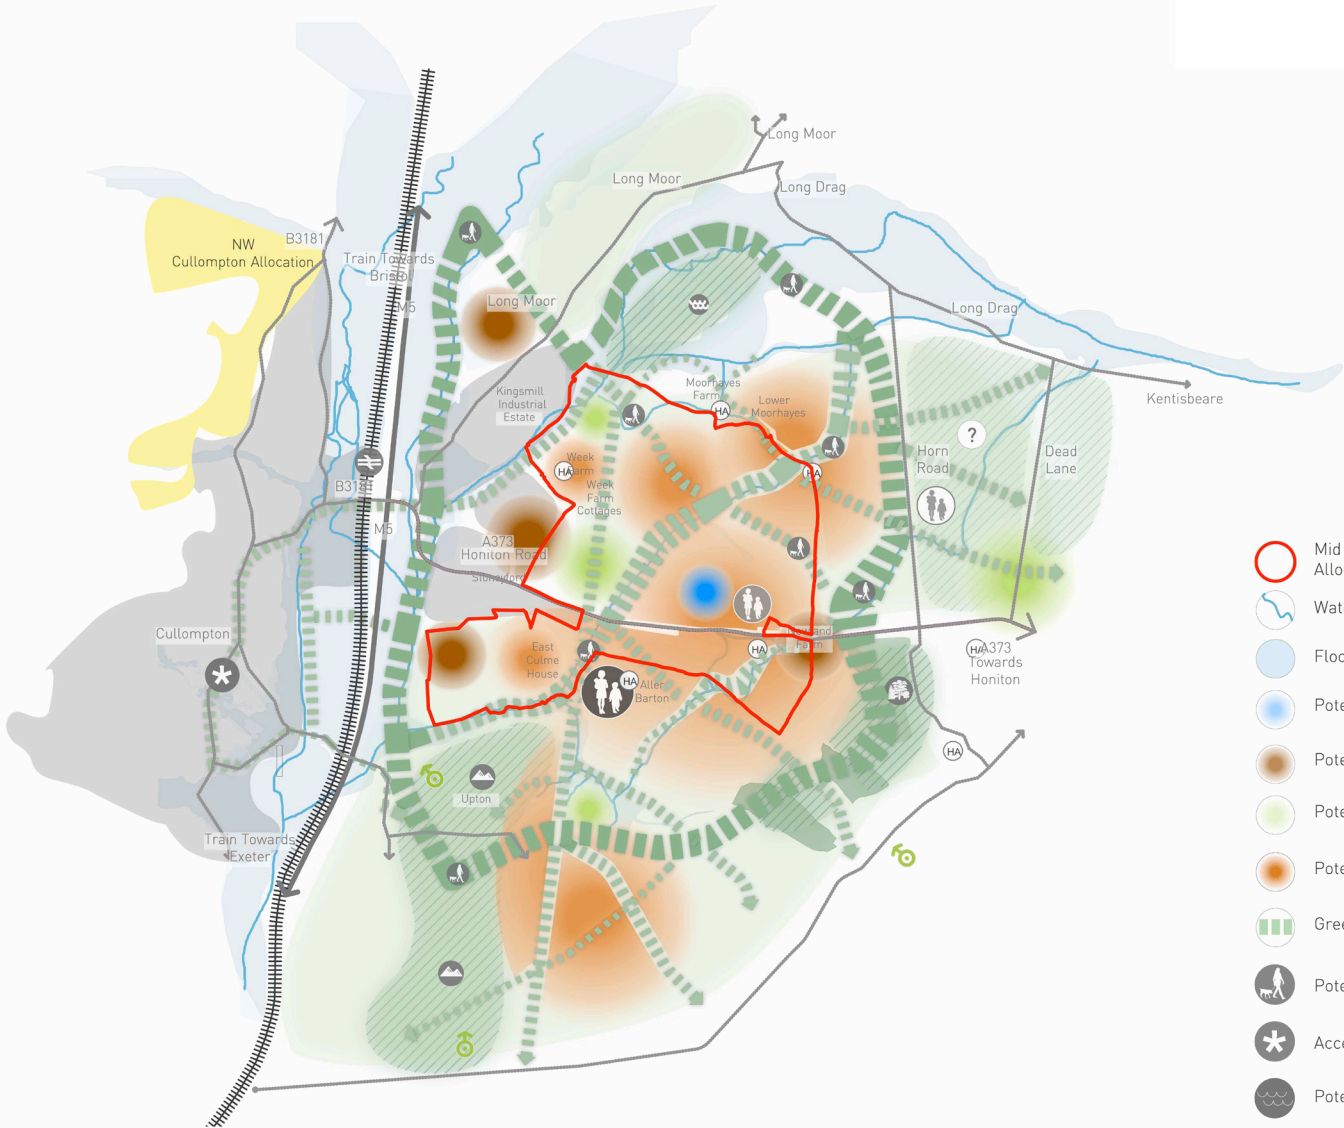 Long Moor
Long Moor
Long Drag
NW
Cullompton Allocation
B3181
Train Towards
Bristol
M5
Long Moor
Long Drag
Kentisbeare
Kingsmill
Industrial
Estate
Moorhayes
Farm
HA
Lower
Moorhayes
?
Horn
Road
Dead
Lane
HA
Week
Farm
Week
Farm
Cottages
HA
B3181
M5
A373
Honiton Road
Stoneyford
Cullompton
East
Culme
House
HA
Aller
Barton
HA
Farm
HA
A373
Towards
Honiton
HA
Upton
Train Towards
Exeter
Mid
Allo
Wat
Floo
Pote
Pote
Pote
Pote
Gree
Pote
Acce
Pote